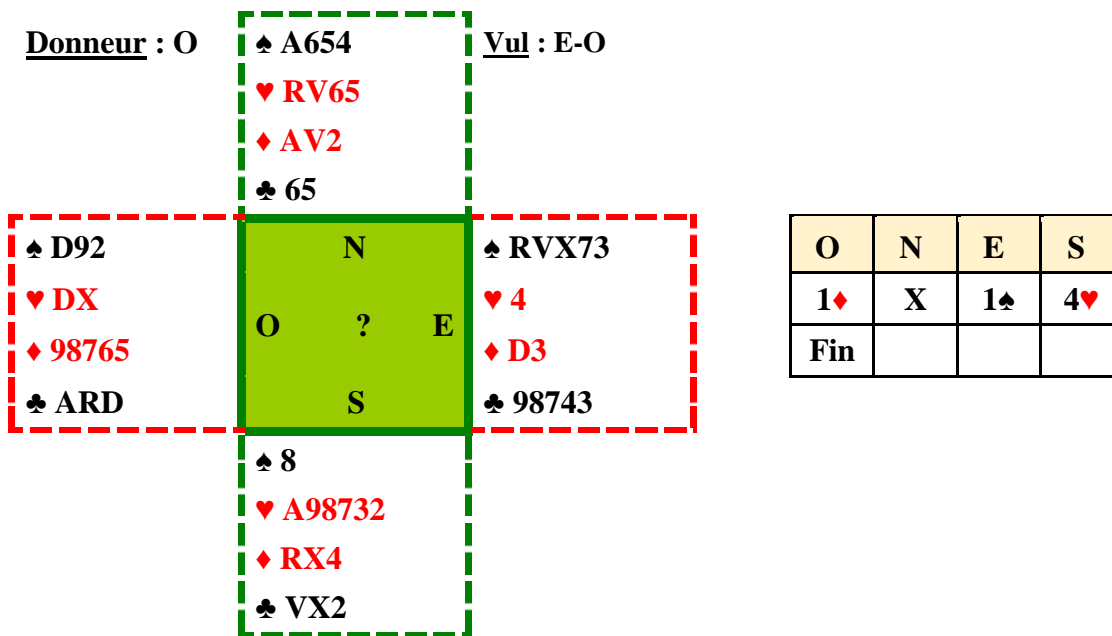 Donneur : O
♠ A654
Vul : E-O
♥ RV65
♦ AV2
♣ 65
♠ D92
♥ DX
♦ 98765
♣ ARD
N
O ? E
S
♠ RVX73
♥ 4
♦ D3
♣ 98743
♠ 8
♥ A98732
♦ RX4
♣ VX2
O N E S
1♦ X 1♠ 4♥
Fin